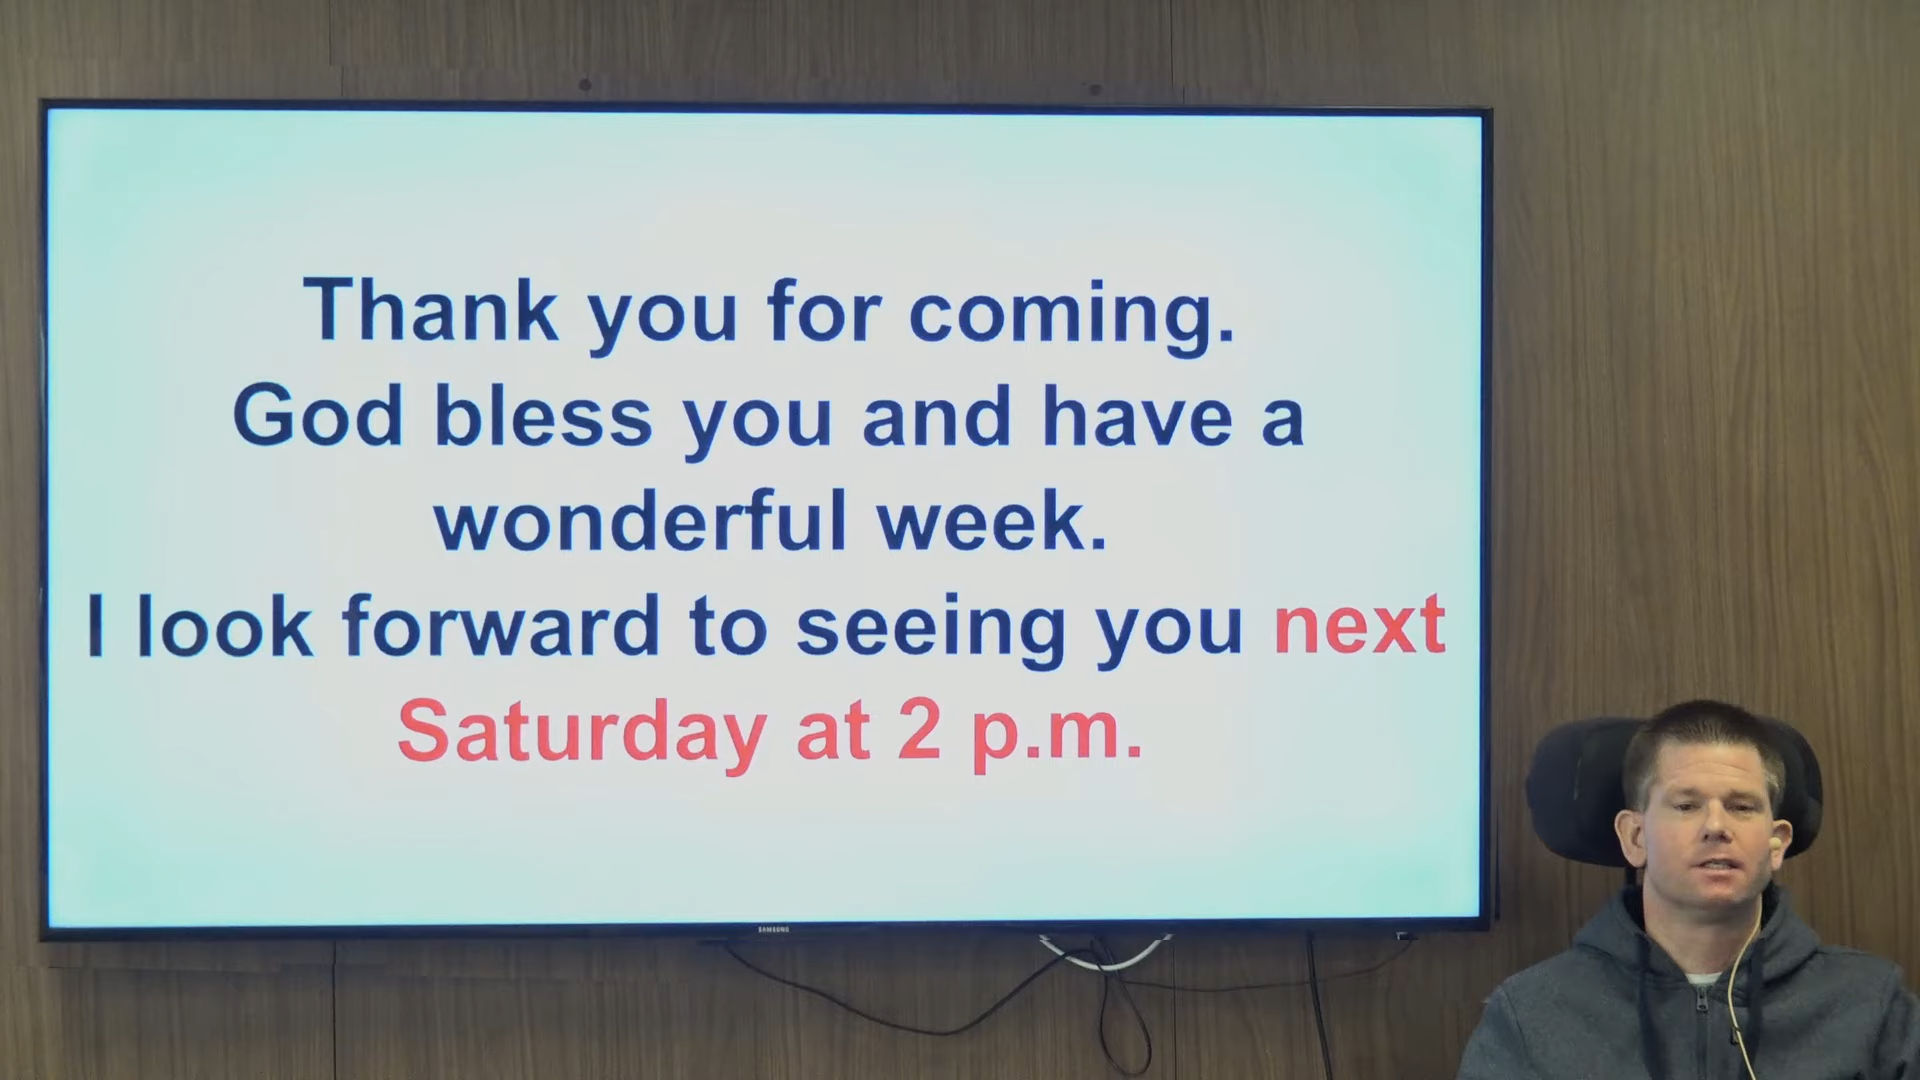 Thank you for coming.
God bless you and have a
wonderful week.
I look forward to seeing you next
Saturday at 2 p.m.
SAMSUNG